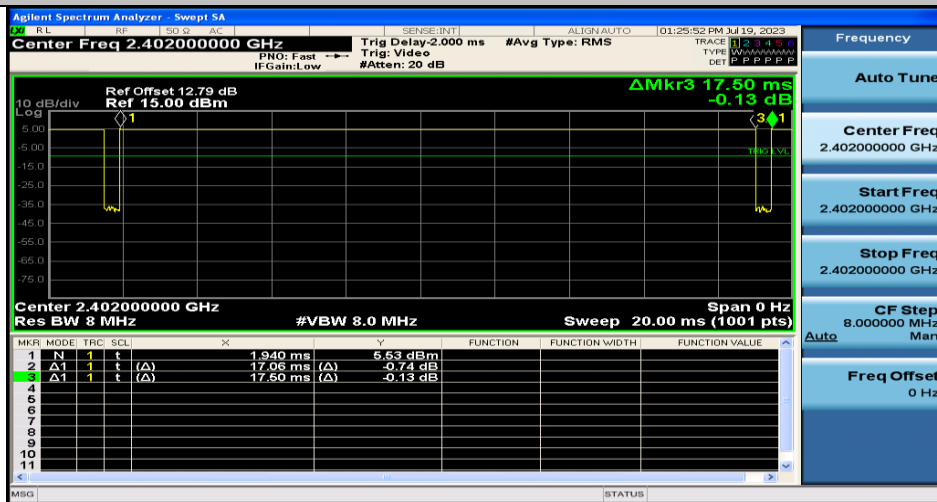 Agilent Spectrum Analyzer - Swept SA
RL RF 50 Ω AC SENSE:INT ALIGN AUTO 01:25:52 PM Jul 19, 2023
Center Freq 2.402000000 GHz
PNO: Fast
IFGain:Low
Trig Delay-2.000 ms
Trig: Video
#Atten: 20 dB
#Avg Type: RMS
TRACE 1 2 3 4 5 6
TYPE WWWWWW
DET P P P P P P
Ref Offset 12.79 dB
10 dB/div Ref 15.00 dBm
Log
ΔMkr3 17.50 ms
-0.13 dB
1
3 1
5.00
-5.00
TRIG LVL
-15.0
-25.0
-35.0
-45.0
-55.0
-65.0
-75.0
Center 2.402000000 GHz Span 0 Hz
Res BW 8 MHz #VBW 8.0 MHz Sweep 20.00 ms (1001 pts)
MKR MODE TRC SCL X Y FUNCTION FUNCTION WIDTH FUNCTION VALUE
1 N 1 t 1.940 ms 5.53 dBm
2 Δ1 1 t (Δ) 17.06 ms (Δ) -0.74 dB
3 Δ1 1 t (Δ) 17.50 ms (Δ) -0.13 dB
4
5
6
7
8
9
10
11
MSG STATUS
Frequency
Auto Tune
Center Freq
2.402000000 GHz
Start Freq
2.402000000 GHz
Stop Freq
2.402000000 GHz
CF Step
8.000000 MHz
Auto Man
Freq Offset
0 Hz